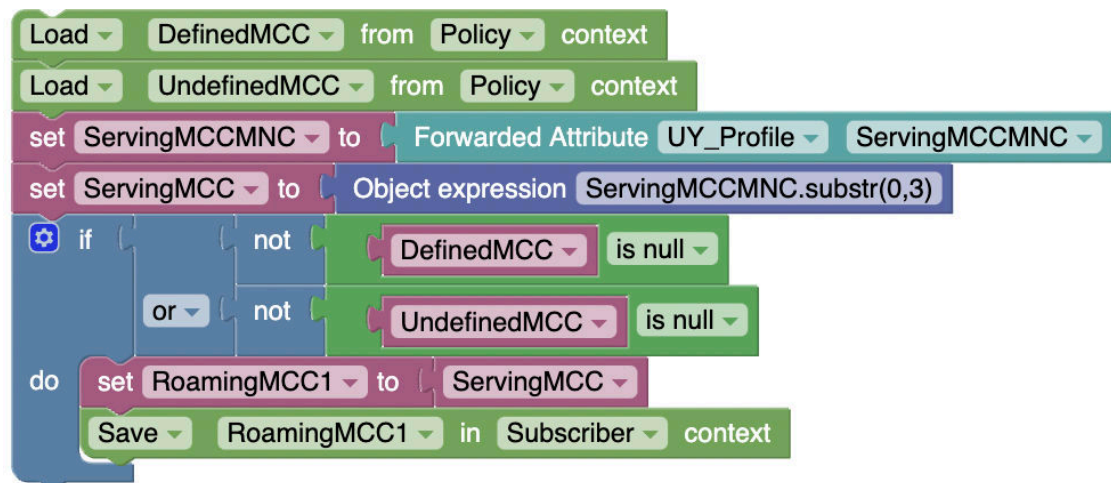 Load DefinedMCC from Policy context
Load UndefinedMCC from Policy context
set ServingMCCMNC to Forwarded Attribute UY_Profile ServingMCCMNC
set ServingMCC to Object expression ServingMCCMNC.substr(0,3)
if not DefinedMCC is null
or not UndefinedMCC is null
do set RoamingMCC1 to ServingMCC
Save RoamingMCC1 in Subscriber context